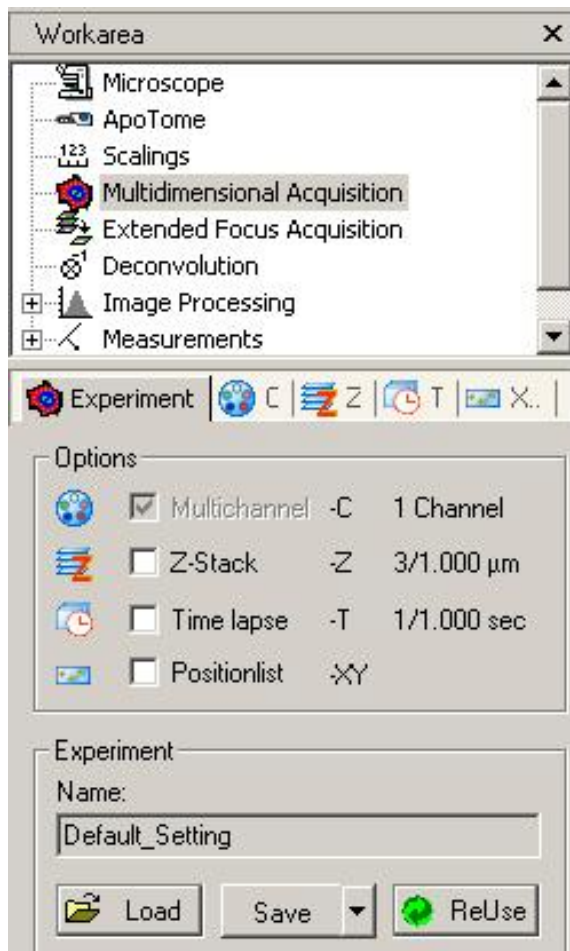 Workarea
Microscope
ApoTome
123 Scalings
Multidimensional Acquisition
Extended Focus Acquisition
Deconvolution
Image Processing
Measurements
Experiment C Z T X..
Options
Multichannel -C 1 Channel
Z-Stack -Z 3/1.000 µm
Time lapse -T 1/1.000 sec
Positionlist -XY
Experiment
Name:
Default_Setting
Load Save ReUse